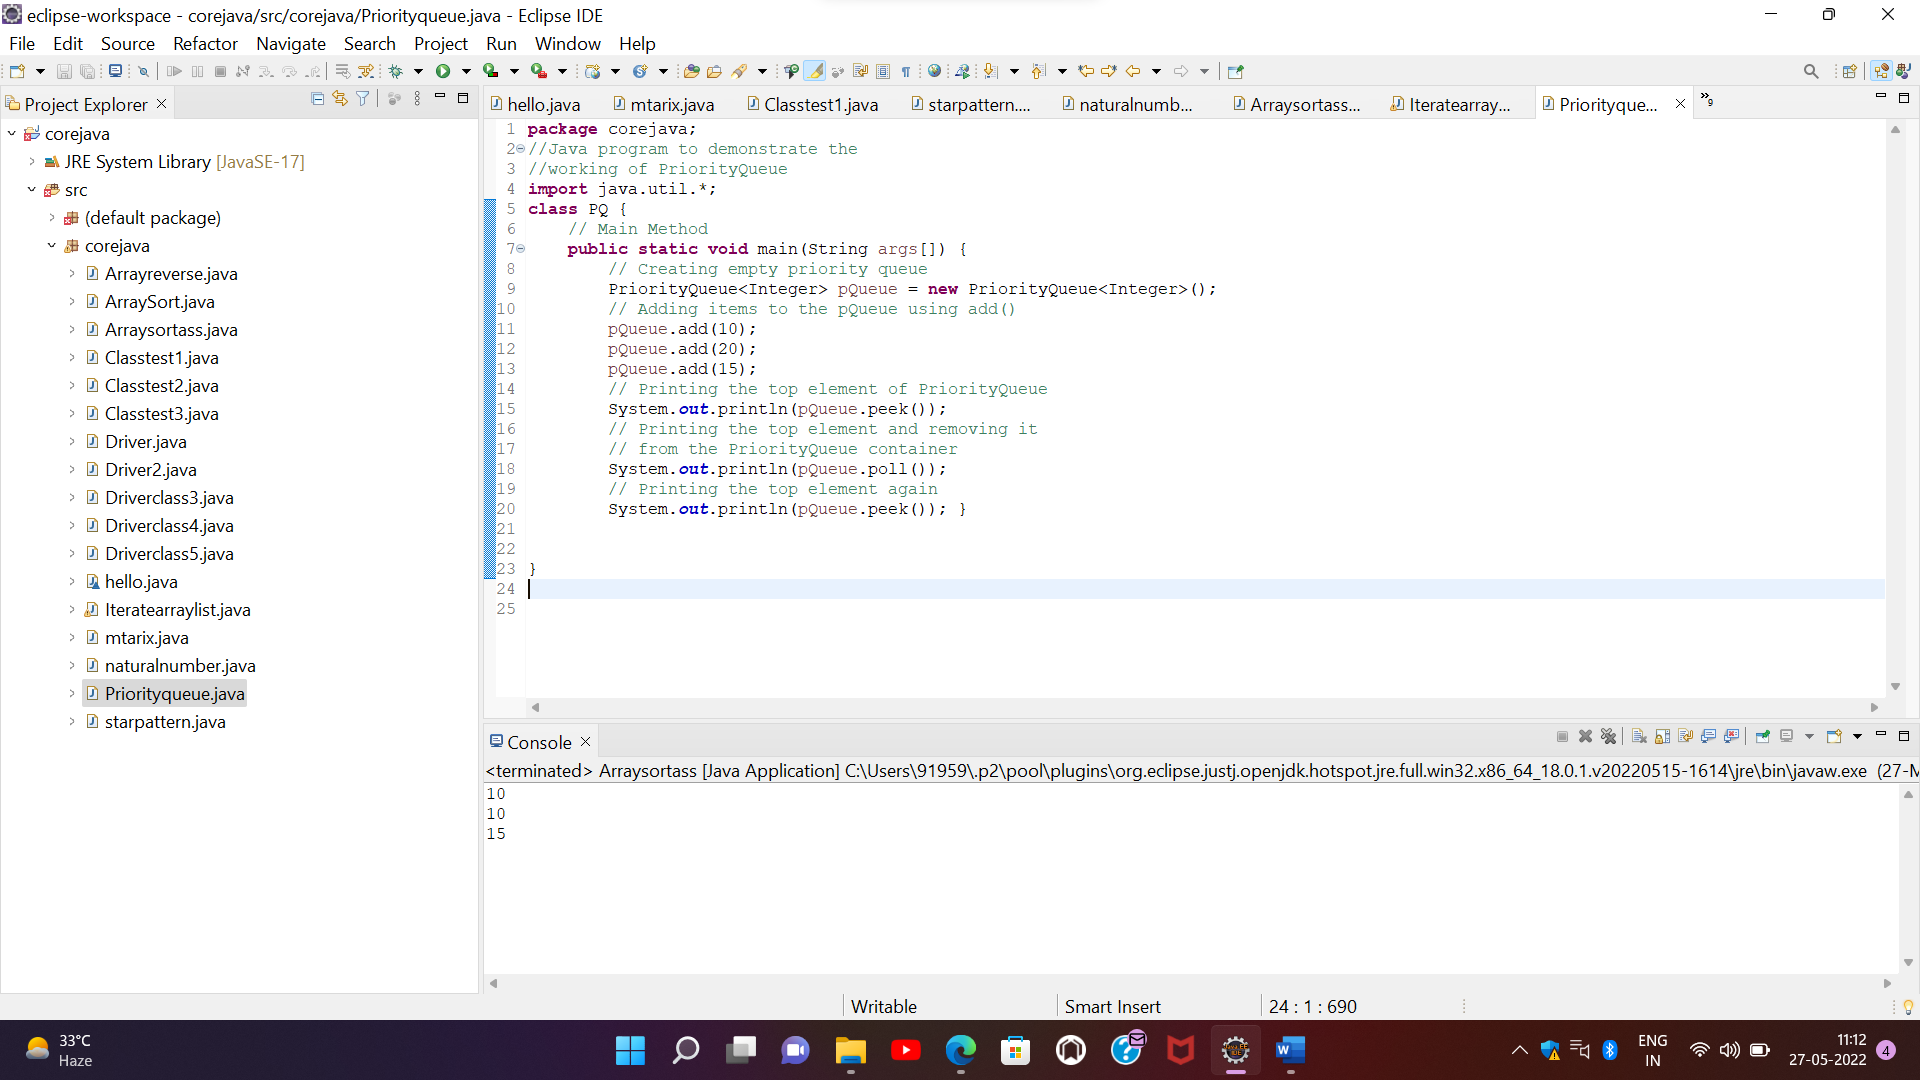 eclipse-workspace - corejava/src/corejava/Priorityqueue.java - Eclipse IDE
File Edit Source Refactor Navigate Search Project Run Window Help
Project Explorer
corejava
JRE System Library [JavaSE-17]
src
(default package)
corejava
Arrayreverse.java
ArraySort.java
Arraysortass.java
Classtest1.java
Classtest2.java
Classtest3.java
Driver.java
Driver2.java
Driverclass3.java
Driverclass4.java
Driverclass5.java
hello.java
Iteratearraylist.java
mtarix.java
naturalnumber.java
Priorityqueue.java
starpattern.java
hello.java mtarix.java Classtest1.java starpattern.... naturalnumb... Arraysortass... Iteratearray... Priorityque... »9
1 package corejava;
2 //Java program to demonstrate the
3 //working of PriorityQueue
4 import java.util.*;
5 class PQ {
6 // Main Method
7 public static void main(String args[]) {
8 // Creating empty priority queue
9 PriorityQueue<Integer> pQueue = new PriorityQueue<Integer>();
10 // Adding items to the pQueue using add()
11 pQueue.add(10);
12 pQueue.add(20);
13 pQueue.add(15);
14 // Printing the top element of PriorityQueue
15 System.out.println(pQueue.peek());
16 // Printing the top element and removing it
17 // from the PriorityQueue container
18 System.out.println(pQueue.poll());
19 // Printing the top element again
20 System.out.println(pQueue.peek()); }
21
22
23 }
24
25
Console
<terminated> Arraysortass [Java Application] C:\Users\91959\.p2\pool\plugins\org.eclipse.justj.openjdk.hotspot.jre.full.win32.x86_64_18.0.1.v20220515-1614\jre\bin\javaw.exe (27-M
10
10
15
Writable Smart Insert 24 : 1 : 690
33°C
Haze
ENG
IN
11:12
27-05-2022
4